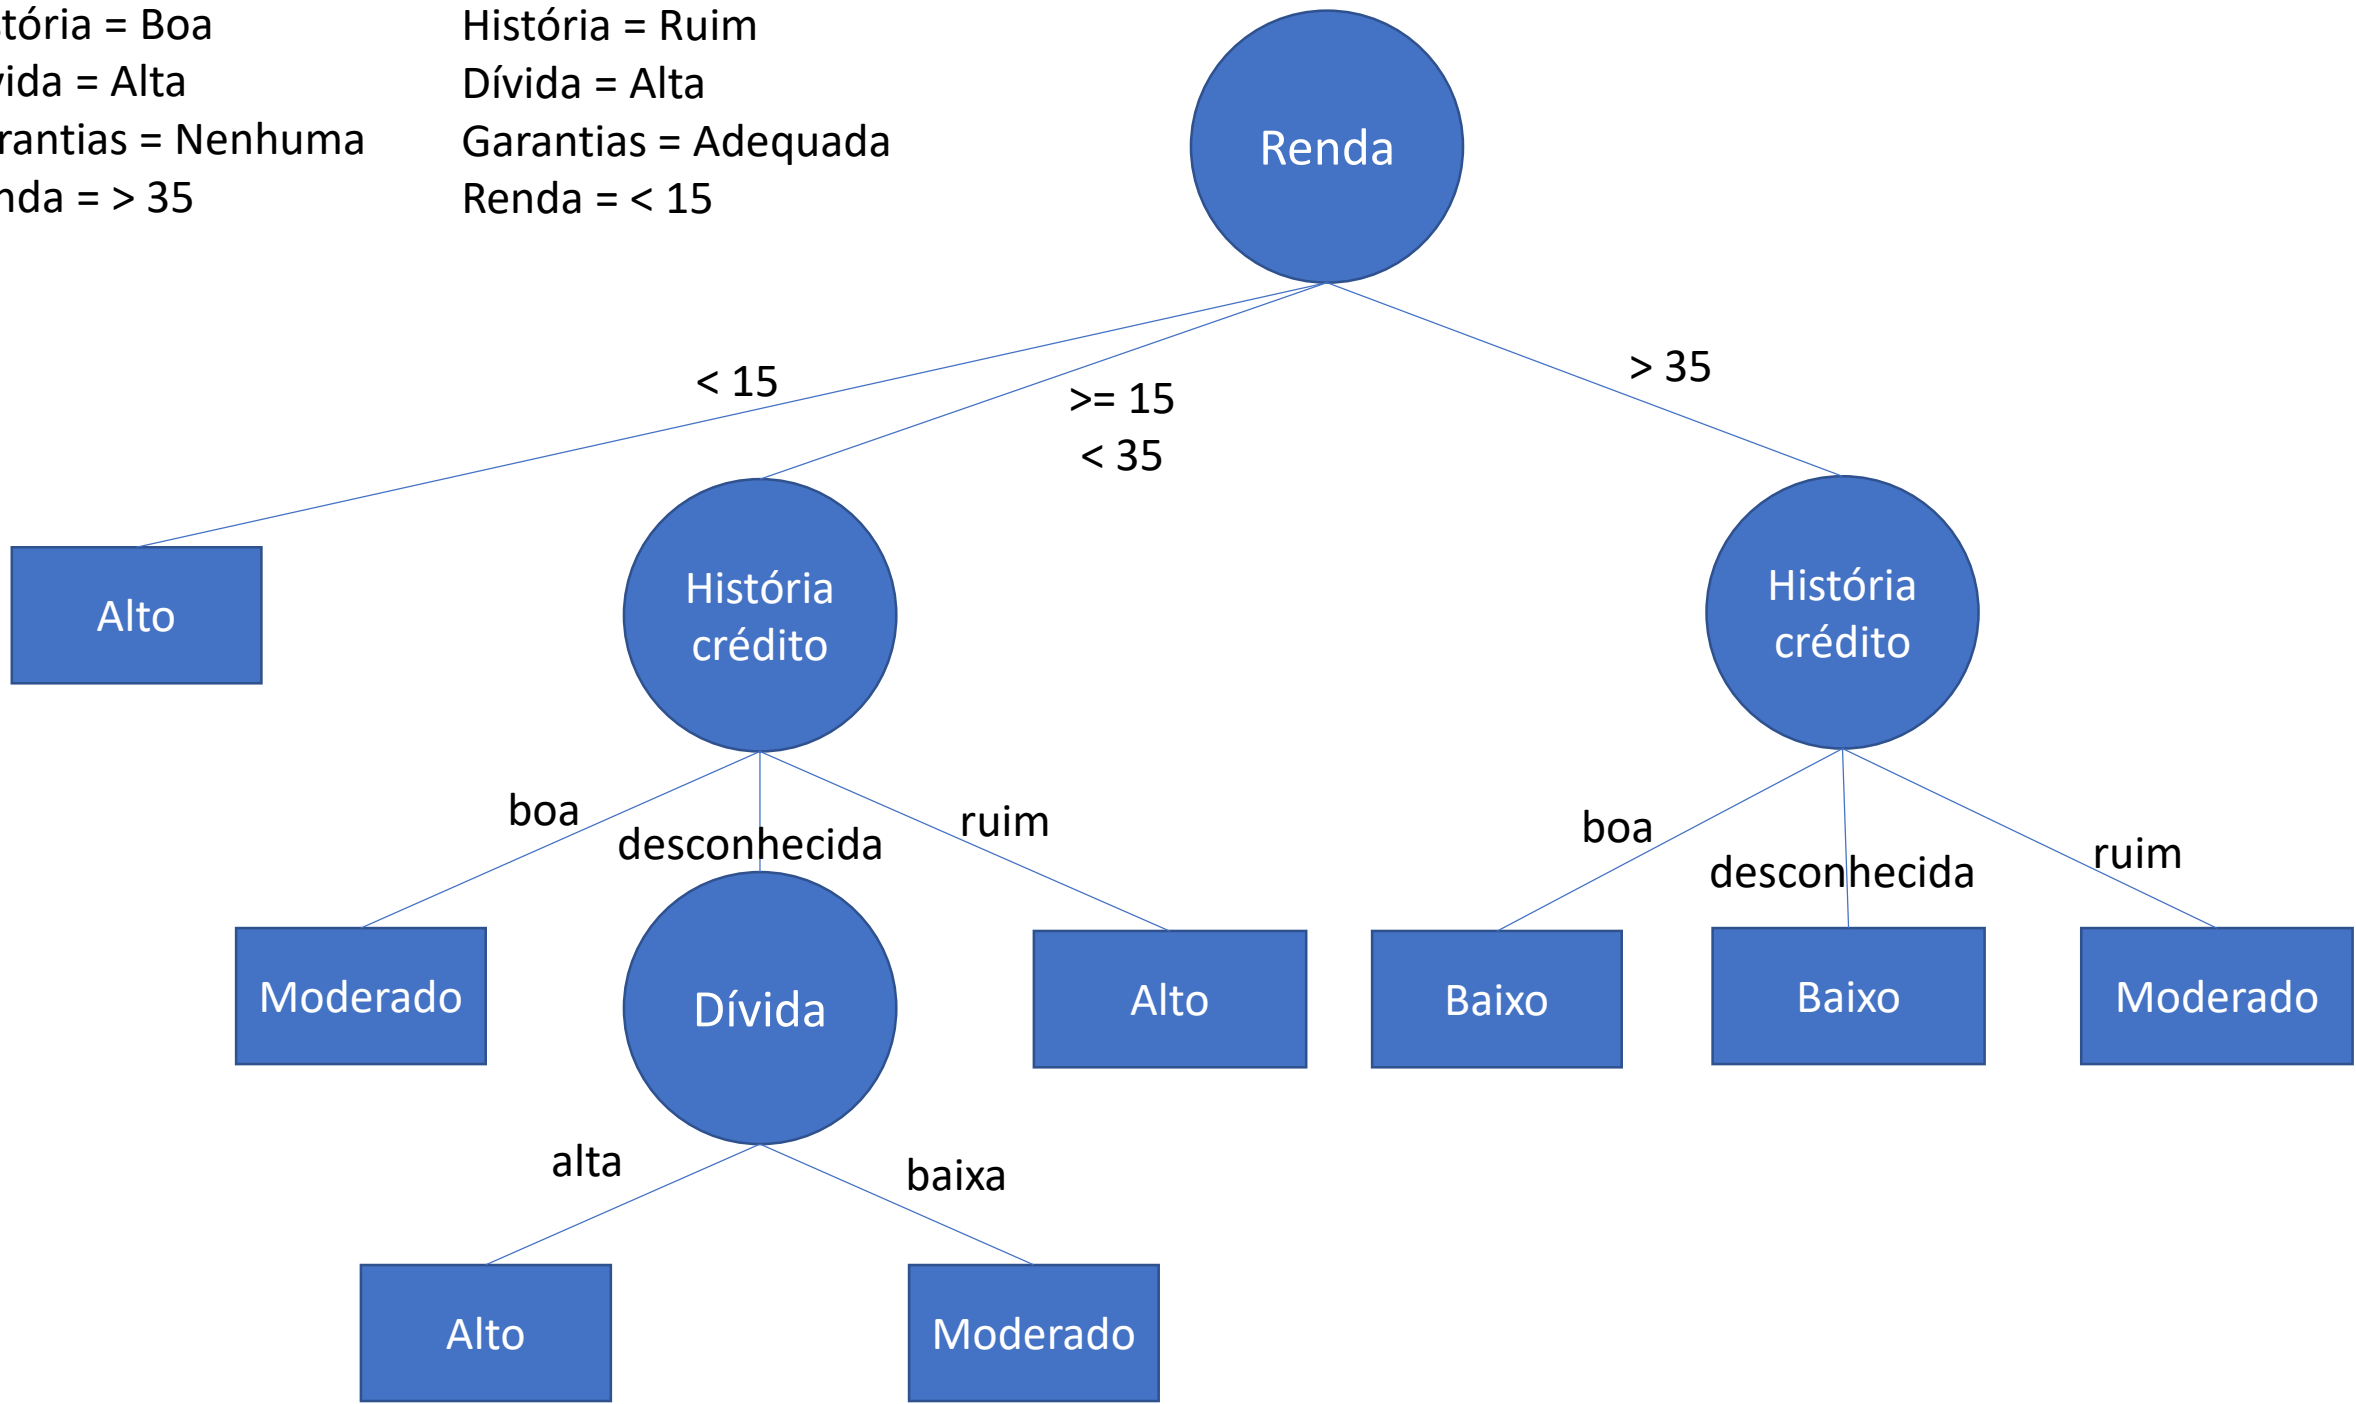 tória = Boa
vida = Alta
rantias = Nenhuma
nda = > 35
História = Ruim
Dívida = Alta
Garantias = Adequada
Renda = < 15
Renda
< 15
>= 15
< 35
> 35
Alto
História
crédito
História
crédito
boa
desconhecida
ruim
boa
desconhecida
ruim
Moderado
Dívida
Alto
Baixo
Baixo
Moderado
alta
baixa
Alto
Moderado